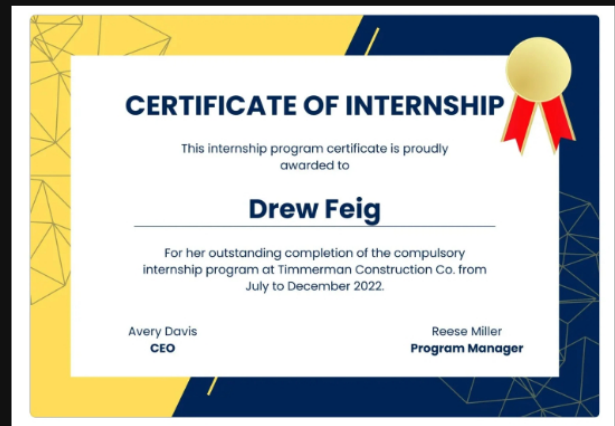 CERTIFICATE OF INTERNSHIP
This internship program certificate is proudly
awarded to
Drew Feig
For her outstanding completion of the compulsory
internship program at Timmerman Construction Co. from
July to December 2022.
Avery Davis
CEO
Reese Miller
Program Manager